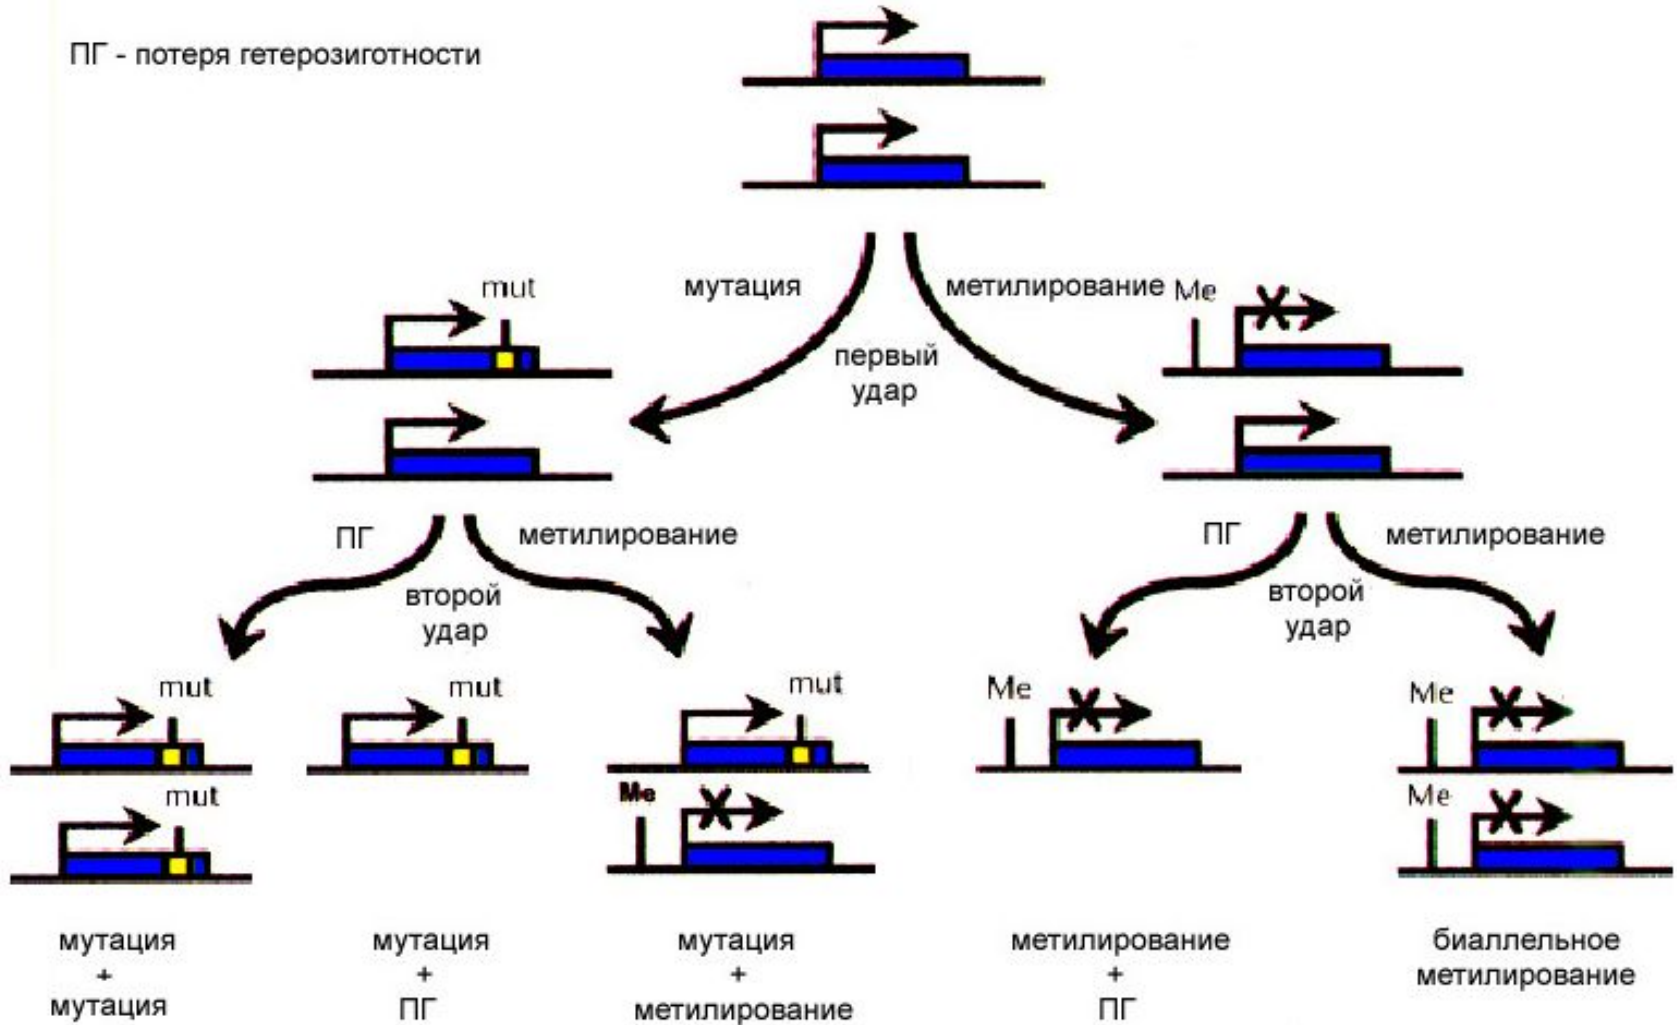 ПГ - потеря гетерозиготности
мутация
метилирование
Me
mut
первый
удар
ПГ
метилирование
второй
удар
ПГ
метилирование
второй
удар
mut
mut
mut
Me
Me
mut
Me
Me
мутация
+
мутация
мутация
+
ПГ
мутация
+
метилирование
метилирование
+
ПГ
биаллельное
метилирование